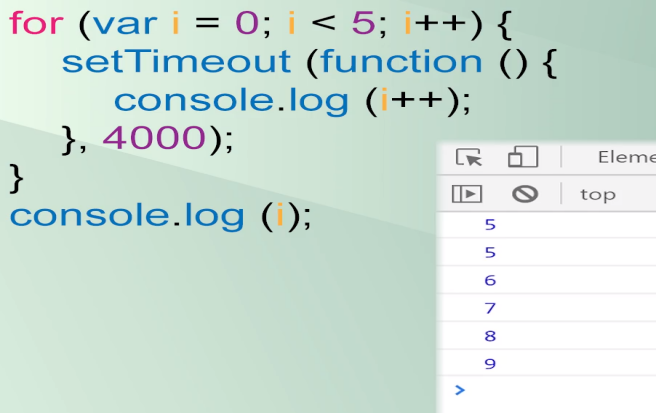 for (var i = 0; i < 5; i++) {
setTimeout (function () {
console.log (i++);
}, 4000);
}
console.log (i);
Eleme
top
5
5
6
7
8
9
>